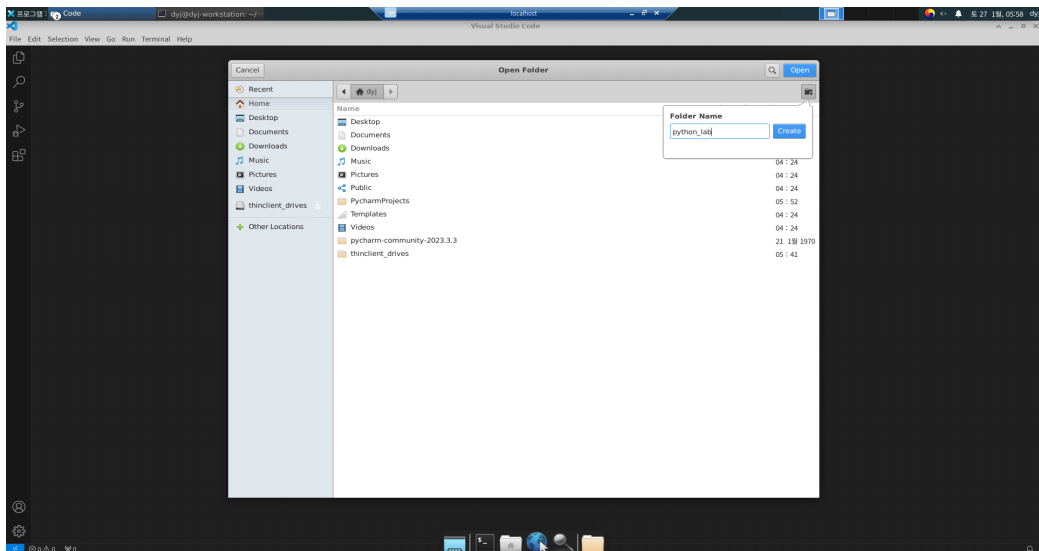 프로그램
Code
dyj@dyj-workstation: ~/···
localhost
토 27 1월, 05:58 dyj
Visual Studio Code
File Edit Selection View Go Run Terminal Help
Cancel
Open Folder
Open
Recent
Home
Desktop
Documents
Downloads
Music
Pictures
Videos
thinclient_drives
Other Locations
dyj
Name
Folder Name
python_lab
Create
Desktop
Documents
Downloads
Music 04 : 24
Pictures 04 : 24
Public 04 : 24
PycharmProjects 05 : 52
Templates 04 : 24
Videos 04 : 24
pycharm-community-2023.3.3 21 1월 1970
thinclient_drives 05 : 41
0 0 0